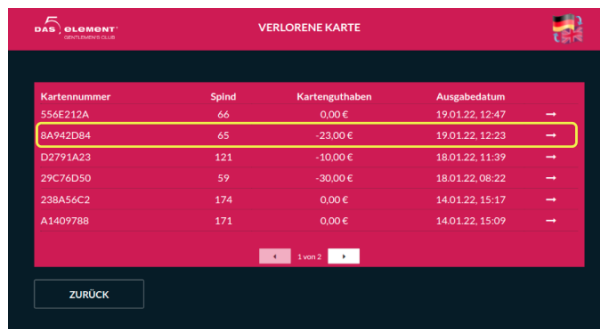 5
DAS ELEMENT
GENTLEMEN'S CLUB
VERLORENE KARTE
Kartennummer Spind Kartenguthaben Ausgabedatum
556E212A 66 0,00 € 19.01.22, 12:47 →
8A942D84 65 -23,00 € 19.01.22, 12:23 →
D2791A23 121 -10,00 € 18.01.22, 11:39 →
29C76D50 59 -30,00 € 18.01.22, 08:22 →
238A56C2 174 0,00 € 14.01.22, 15:17 →
A1409788 171 0,00 € 14.01.22, 15:09 →
1 von 2
ZURÜCK